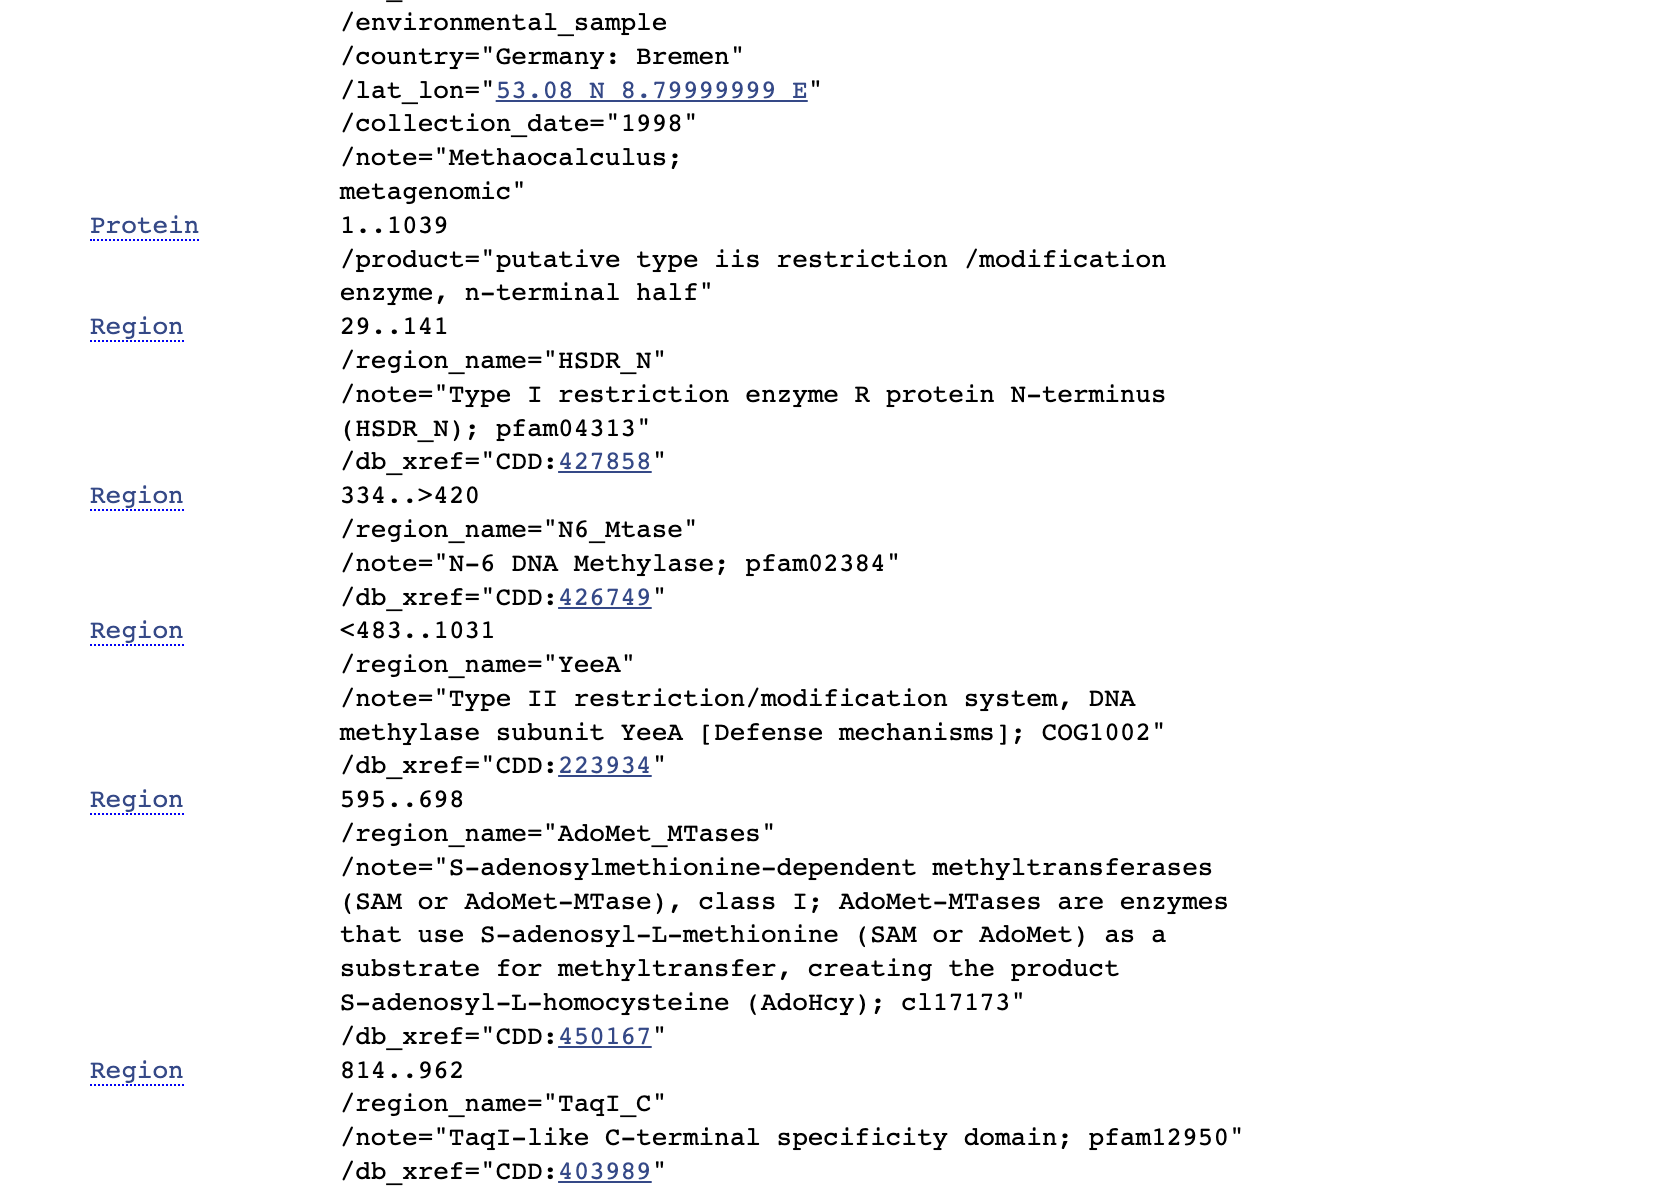 /environmental_sample
/country="Germany: Bremen"
/lat_lon="53.08 N 8.79999999 E"
/collection_date="1998"
/note="Methaocalculus;
metagenomic"
Protein 1..1039
/product="putative type iis restriction /modification
enzyme, n-terminal half"
Region 29..141
/region_name="HSDR_N"
/note="Type I restriction enzyme R protein N-terminus
(HSDR_N); pfam04313"
/db_xref="CDD:427858"
Region 334..>420
/region_name="N6_Mtase"
/note="N-6 DNA Methylase; pfam02384"
/db_xref="CDD:426749"
Region <483..1031
/region_name="YeeA"
/note="Type II restriction/modification system, DNA
methylase subunit YeeA [Defense mechanisms]; COG1002"
/db_xref="CDD:223934"
Region 595..698
/region_name="AdoMet_MTases"
/note="S-adenosylmethionine-dependent methyltransferases
(SAM or AdoMet-MTase), class I; AdoMet-MTases are enzymes
that use S-adenosyl-L-methionine (SAM or AdoMet) as a
substrate for methyltransfer, creating the product
S-adenosyl-L-homocysteine (AdoHcy); cl17173"
/db_xref="CDD:450167"
Region 814..962
/region_name="TaqI_C"
/note="TaqI-like C-terminal specificity domain; pfam12950"
/db_xref="CDD:403989"